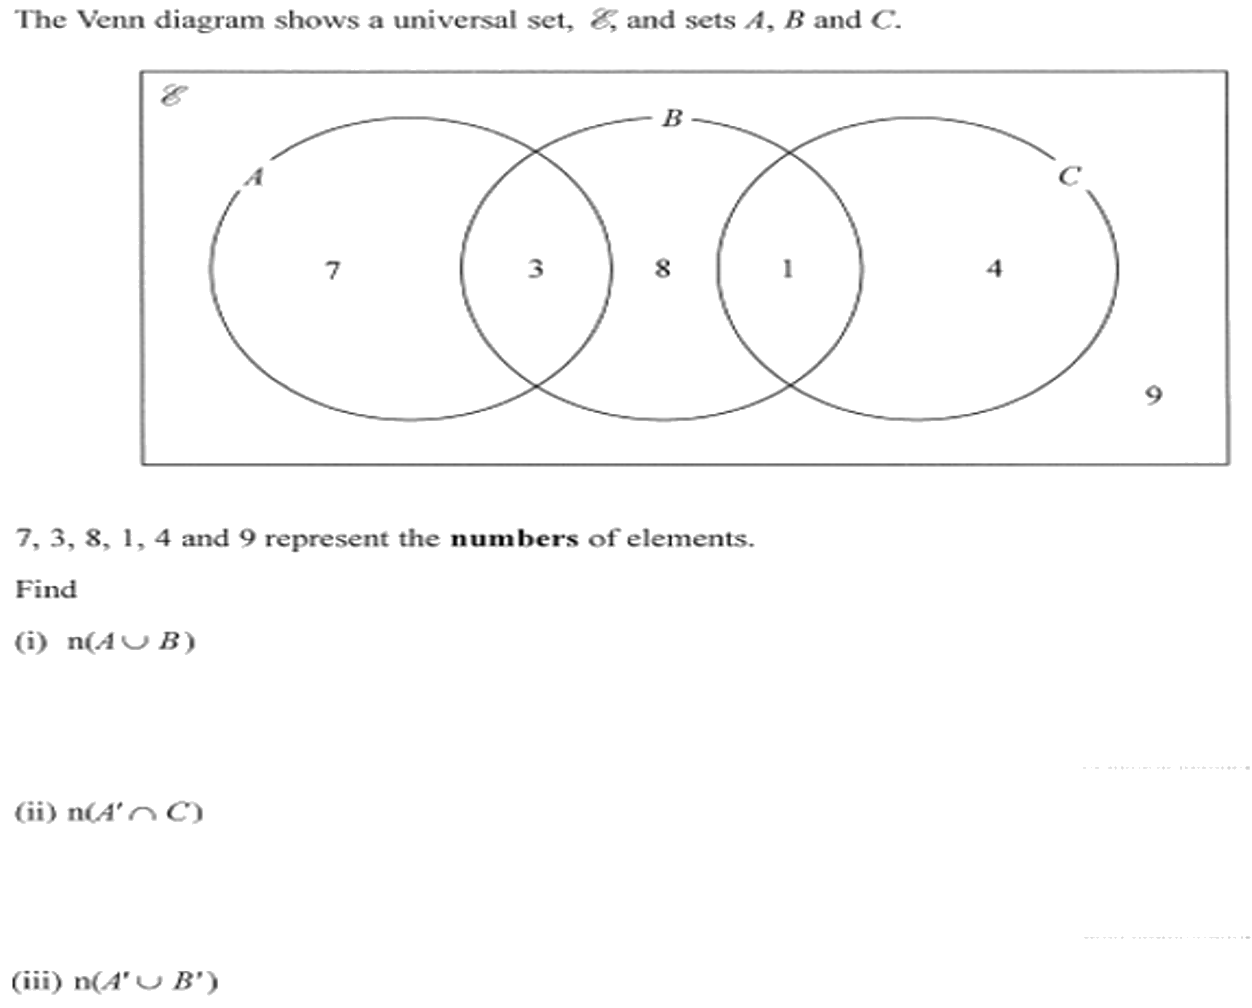 The Venn diagram shows a universal set, ℰ, and sets A, B and C.
ℰ
B
A
C
7 3 8 1 4
9
7, 3, 8, 1, 4 and 9 represent the numbers of elements.
Find
(i) n(A ∪ B)
(ii) n(A′ ∩ C)
(iii) n(A′ ∪ B′)